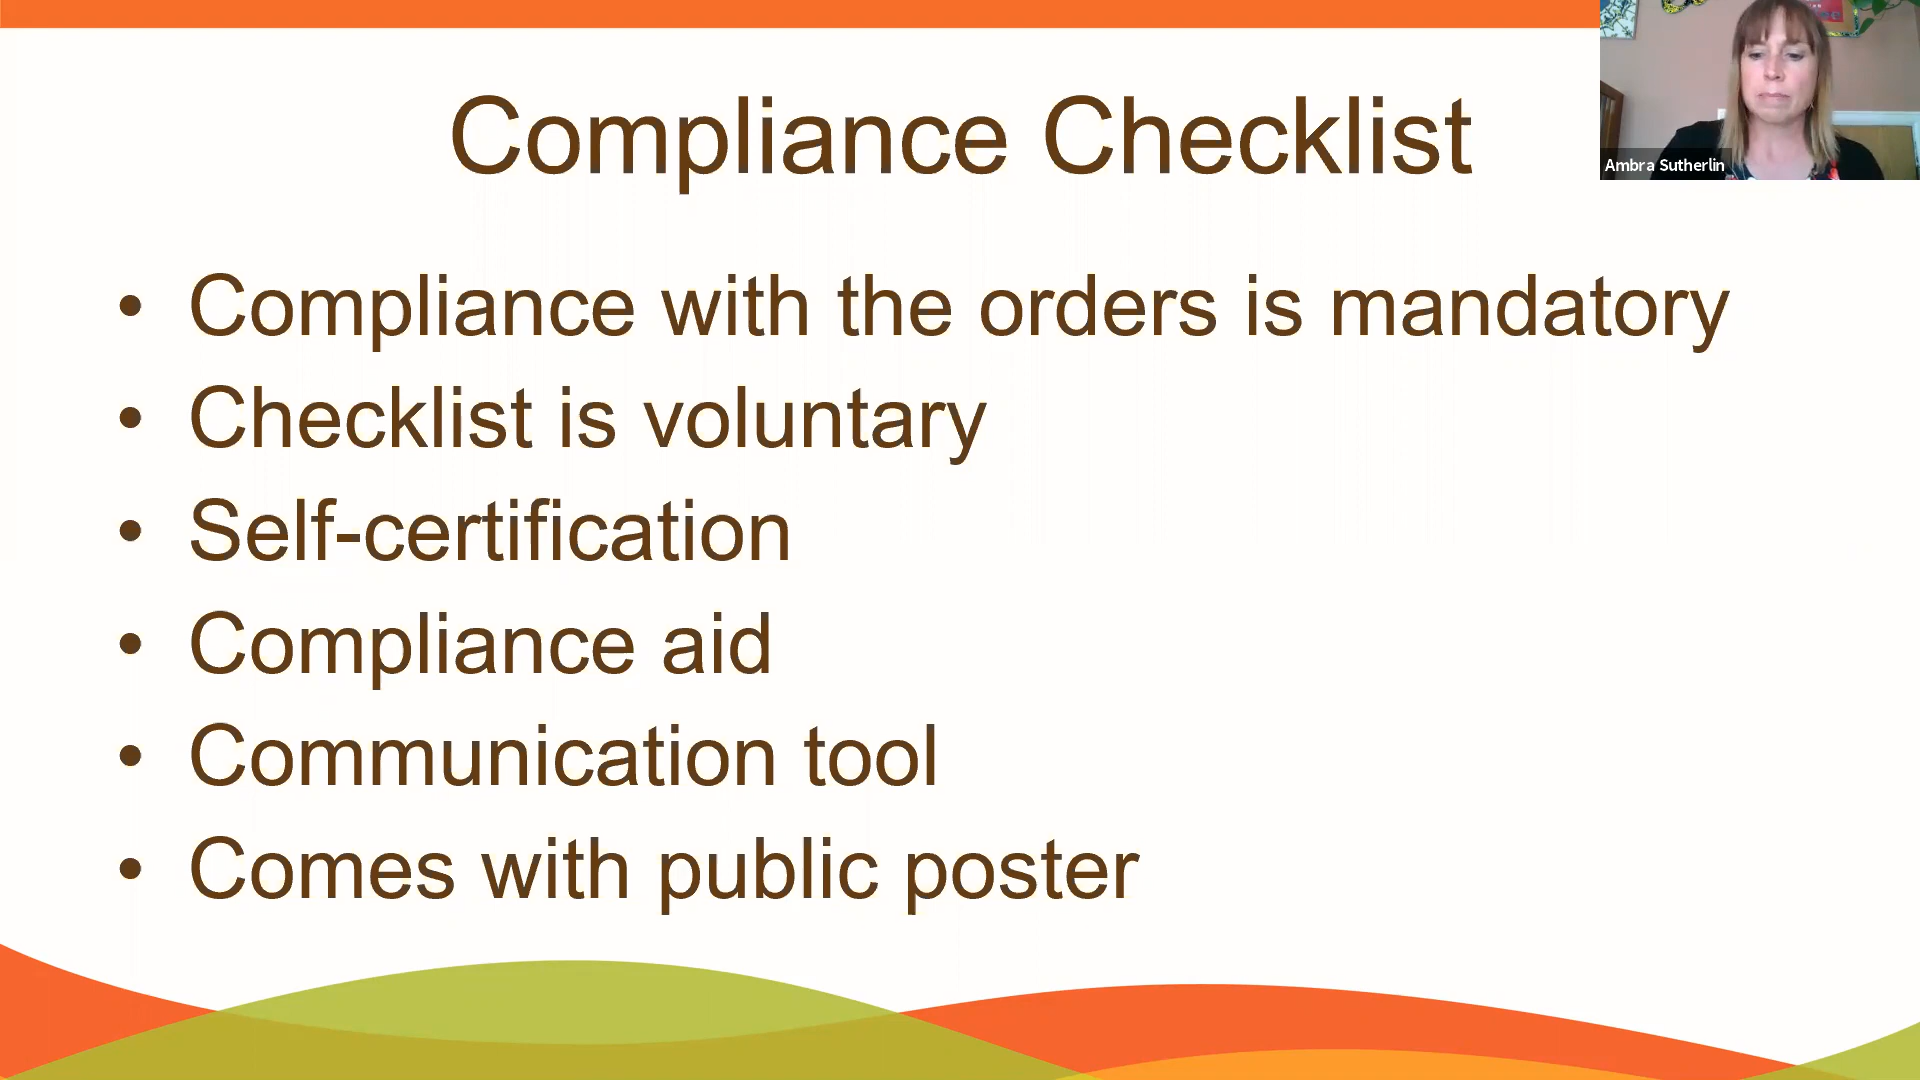 Compliance Checklist
Ambra Sutherlin
• Compliance with the orders is mandatory
• Checklist is voluntary
• Self-certification
• Compliance aid
• Communication tool
• Comes with public poster